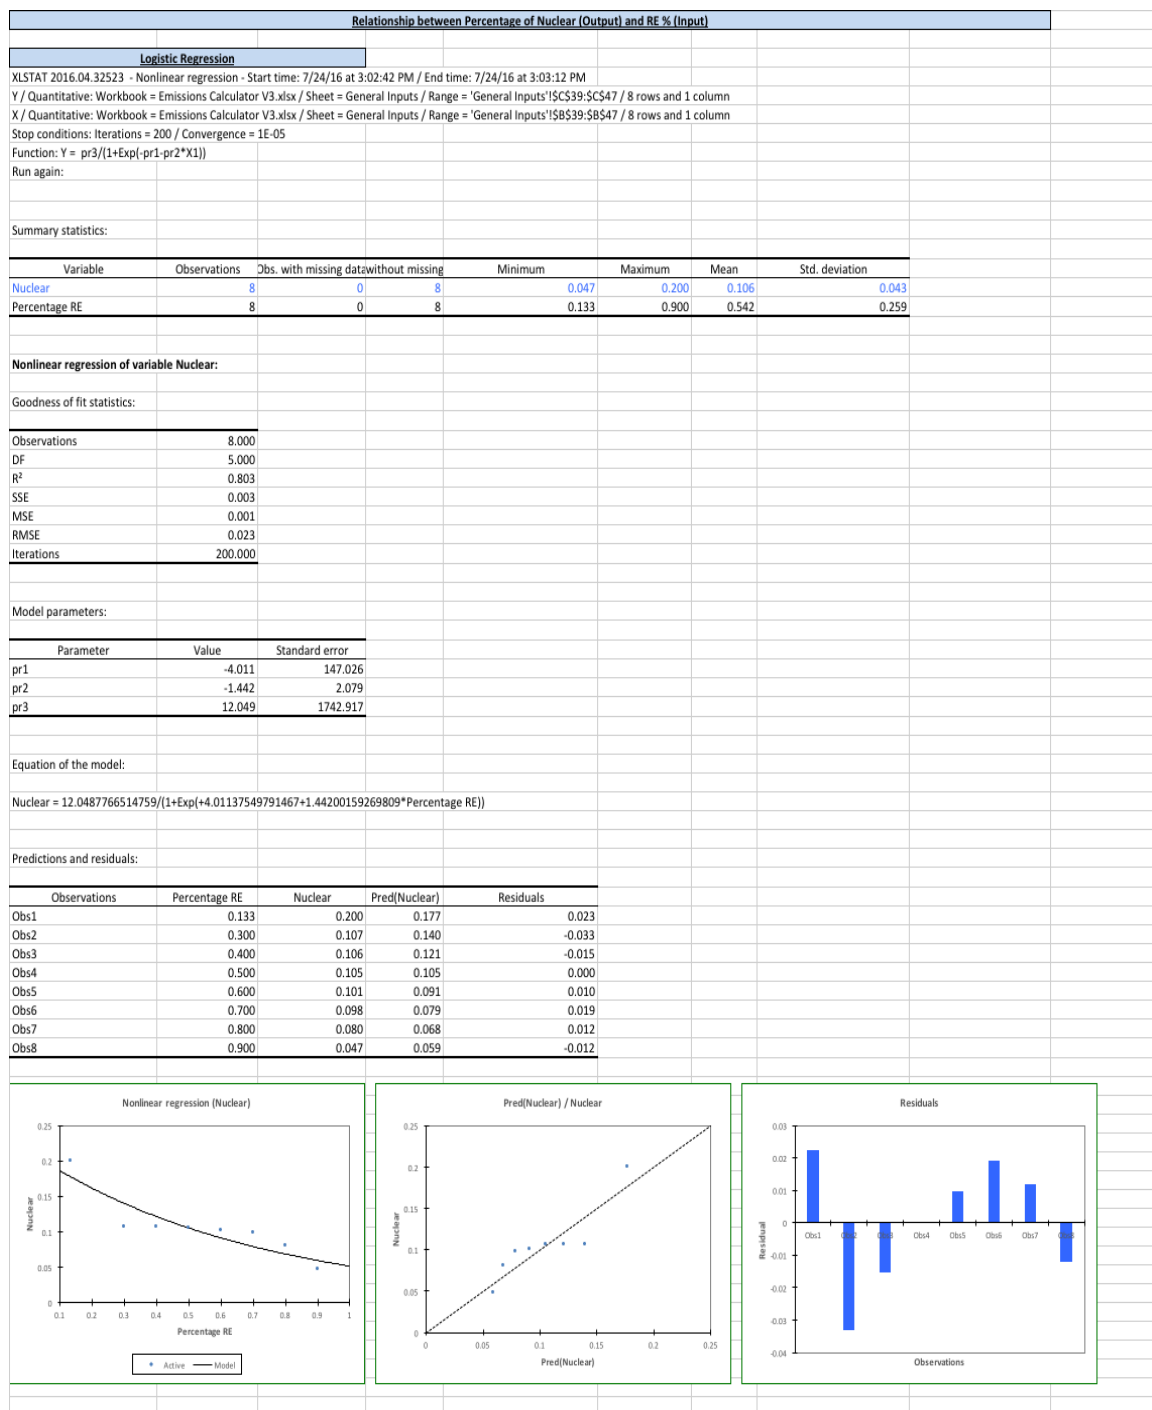 Relationship between Percentage of Nuclear (Output) and RE % (Input)
Logistic Regression
XLSTAT 2016.04.32523 - Nonlinear regression - Start time: 7/24/16 at 3:02:42 PM / End time: 7/24/16 at 3:03:12 PM
Y / Quantitative: Workbook = Emissions Calculator V3.xlsx / Sheet = General Inputs / Range = 'General Inputs'!$C$39:$C$47 / 8 rows and 1 column
X / Quantitative: Workbook = Emissions Calculator V3.xlsx / Sheet = General Inputs / Range = 'General Inputs'!$B$39:$B$47 / 8 rows and 1 column
Stop conditions: Iterations = 200 / Convergence = 1E-05
Function: Y = pr3/(1+Exp(-pr1-pr2*X1))
Run again:
Summary statistics:
Variable Observations Obs. with missing data without missing Minimum Maximum Mean Std. deviation
Nuclear 8 0 8 0.047 0.200 0.106 0.043
Percentage RE 8 0 8 0.133 0.900 0.542 0.259
Nonlinear regression of variable Nuclear:
Goodness of fit statistics:
Observations 8.000
DF 5.000
R² 0.803
SSE 0.003
MSE 0.001
RMSE 0.023
Iterations 200.000
Model parameters:
Parameter Value Standard error
pr1 -4.011 147.026
pr2 -1.442 2.079
pr3 12.049 1742.917
Equation of the model:
Nuclear = 12.0487766514759/(1+Exp(+4.01137549791467+1.44200159269809*Percentage RE))
Predictions and residuals:
Observations Percentage RE Nuclear Pred(Nuclear) Residuals
Obs1 0.133 0.200 0.177 0.023
Obs2 0.300 0.107 0.140 -0.033
Obs3 0.400 0.106 0.121 -0.015
Obs4 0.500 0.105 0.105 0.000
Obs5 0.600 0.101 0.091 0.010
Obs6 0.700 0.098 0.079 0.019
Obs7 0.800 0.080 0.068 0.012
Obs8 0.900 0.047 0.059 -0.012
Nonlinear regression (Nuclear)
0.25
0.2
0.15
0.1
0.05
0
Nuclear
0.1 0.2 0.3 0.4 0.5 0.6 0.7 0.8 0.9 1
Percentage RE
Active Model
Pred(Nuclear) / Nuclear
0.25
0.2
0.15
0.1
0.05
0
Nuclear
0 0.05 0.1 0.15 0.2 0.25
Pred(Nuclear)
Residuals
0.03
0.02
0.01
0
-0.01
-0.02
-0.03
-0.04
Residual
Obs1 Obs2 Obs3 Obs4 Obs5 Obs6 Obs7 Obs8
Observations